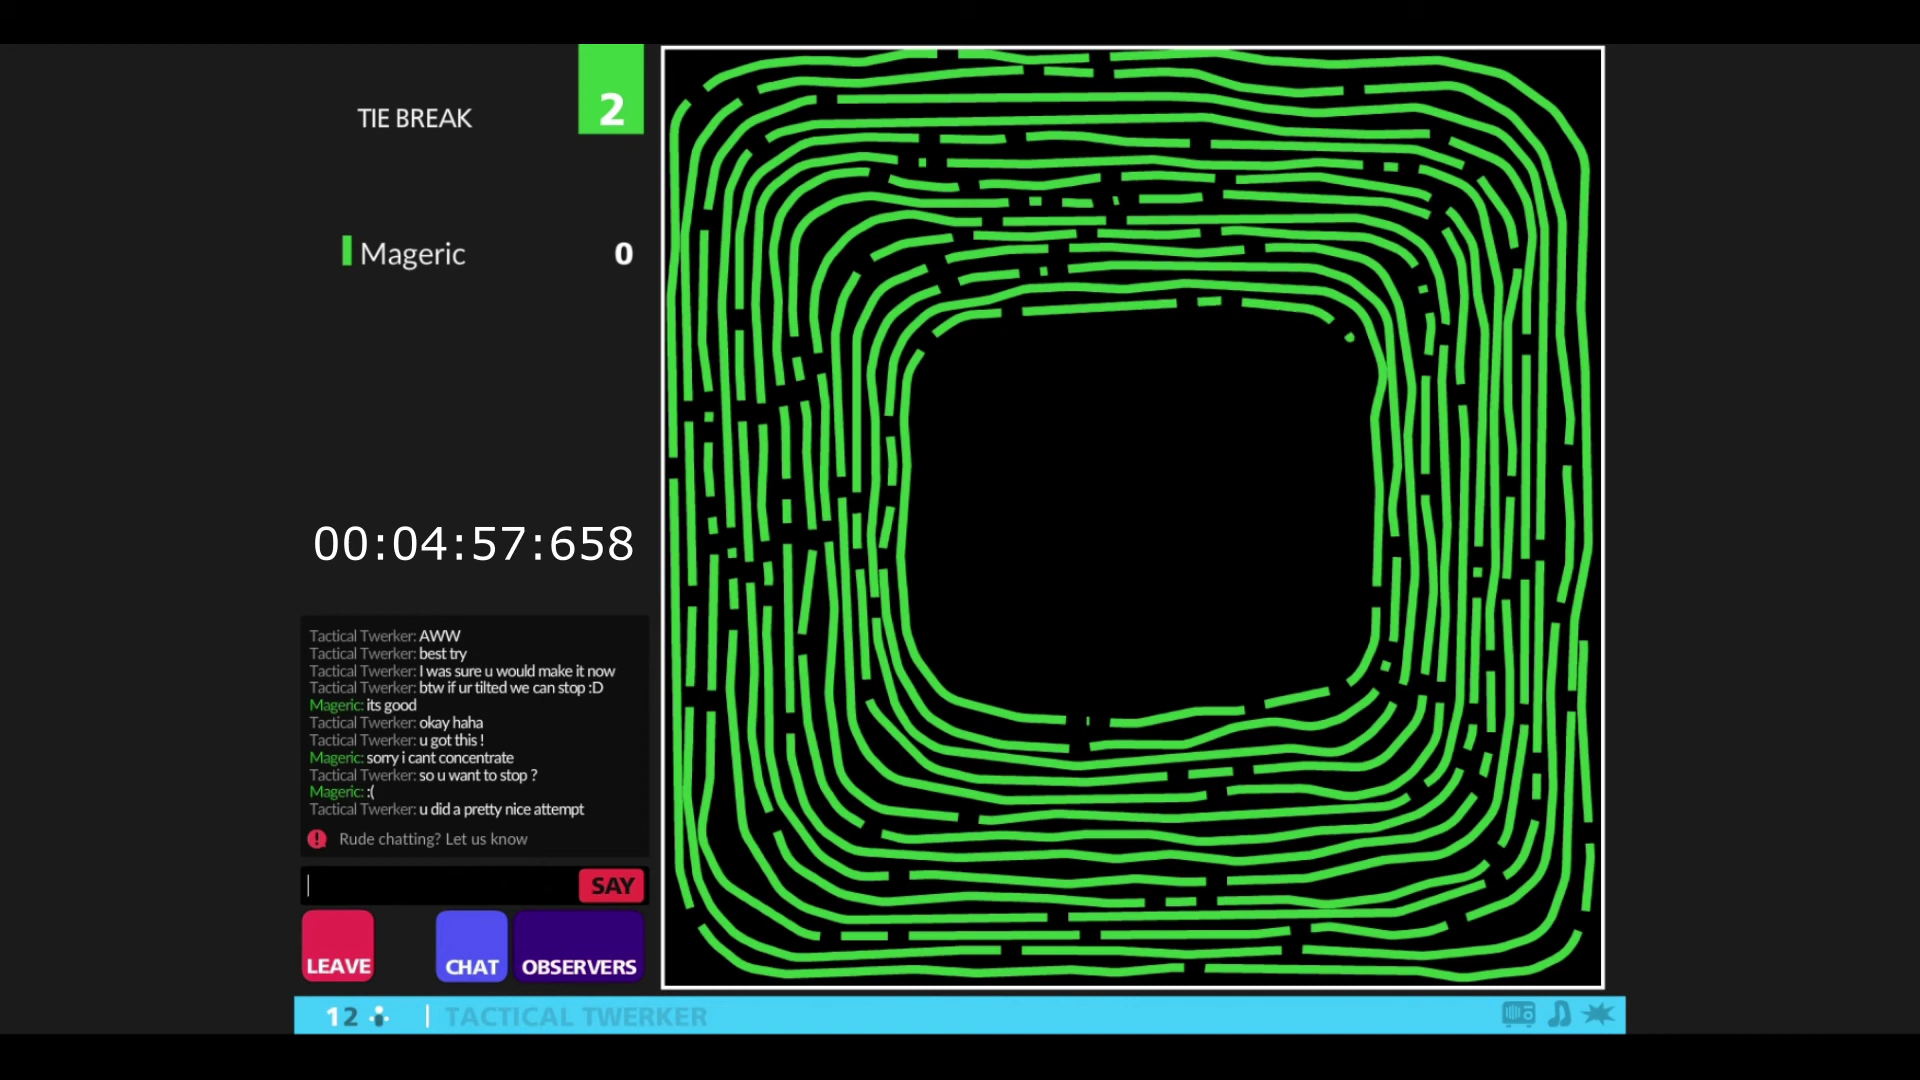 TIE BREAK
2
Mageric 0
00:04:57:658
Tactical Twerker: AWW
Tactical Twerker: best try
Tactical Twerker: I was sure u would make it now
Tactical Twerker: btw if ur tilted we can stop :D
Mageric: its good
Tactical Twerker: okay haha
Tactical Twerker: u got this !
Mageric: sorry i cant concentrate
Tactical Twerker: so u want to stop ?
Mageric: :(
Tactical Twerker: u did a pretty nice attempt
! Rude chatting? Let us know
SAY
LEAVE CHAT OBSERVERS
12 TACTICAL TWERKER